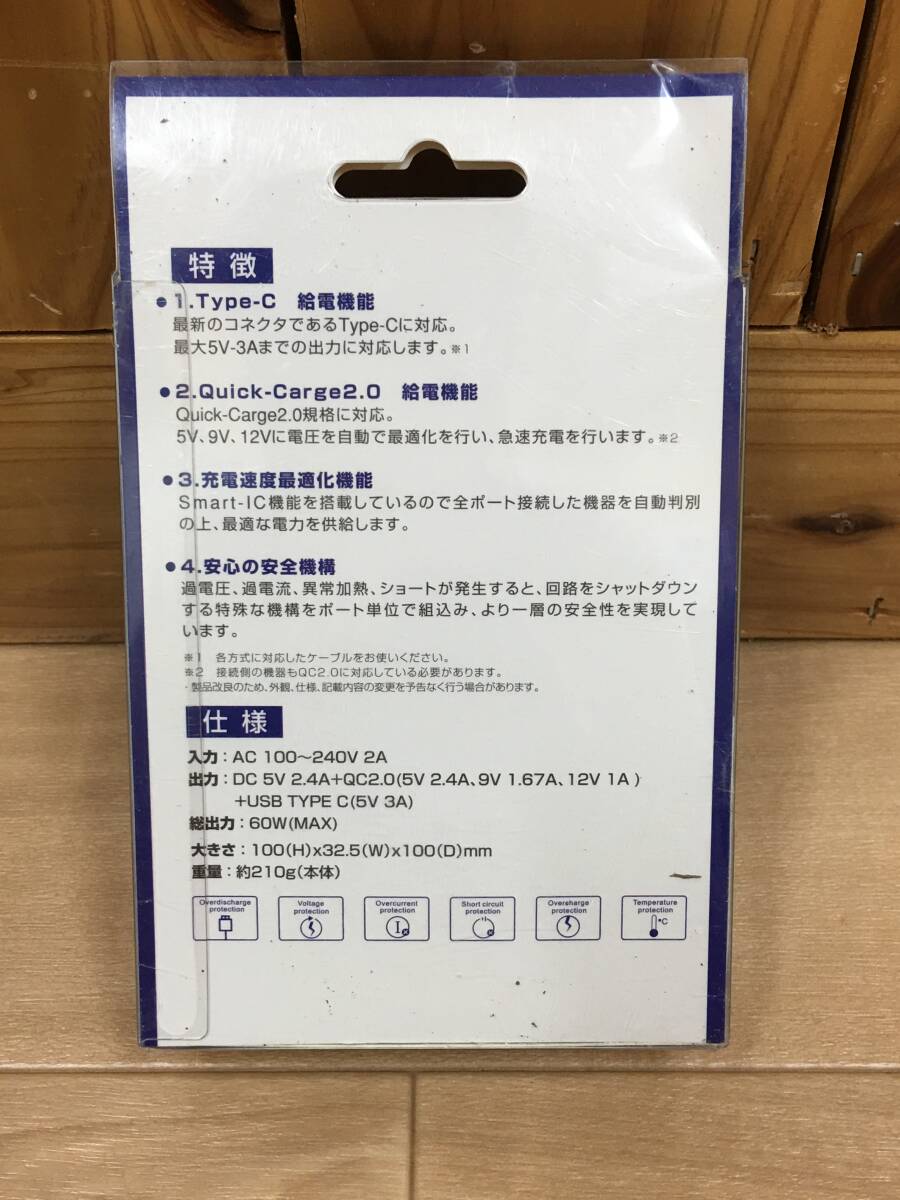 特徴
●1.Type-C 給電機能
最新のコネクタであるType-Cに対応。
最大5V-3Aまでの出力に対応します。※1
●2.Quick-Carge2.0 給電機能
Quick-Carge2.0規格に対応。
5V、9V、12Vに電圧を自動で最適化を行い、急速充電を行います。※2
●3.充電速度最適化機能
Smart-IC機能を搭載しているので全ポート接続した機器を自動判別
の上、最適な電力を供給します。
●4.安心の安全機構
過電圧、過電流、異常加熱、ショートが発生すると、回路をシャットダウン
する特殊な機構をポート単位で組込み、より一層の安全性を実現して
います。
※1 各方式に対応したケーブルをお使いください。
※2 接続側の機器もQC2.0に対応している必要があります。
・製品改良のため、外観、仕様、記載内容の変更を予告なく行う場合があります。
仕様
入力：AC 100〜240V 2A
出力：DC 5V 2.4A+QC2.0(5V 2.4A、9V 1.67A、12V 1A )
+USB TYPE C(5V 3A)
総出力：60W(MAX)
大きさ：100(H)x32.5(W)x100(D)mm
重量：約210g(本体)
Overdischarge protection
Voltage protection
Overcurrent protection
I
Short circuit protection
Overcharge protection
Temperature protection
°C